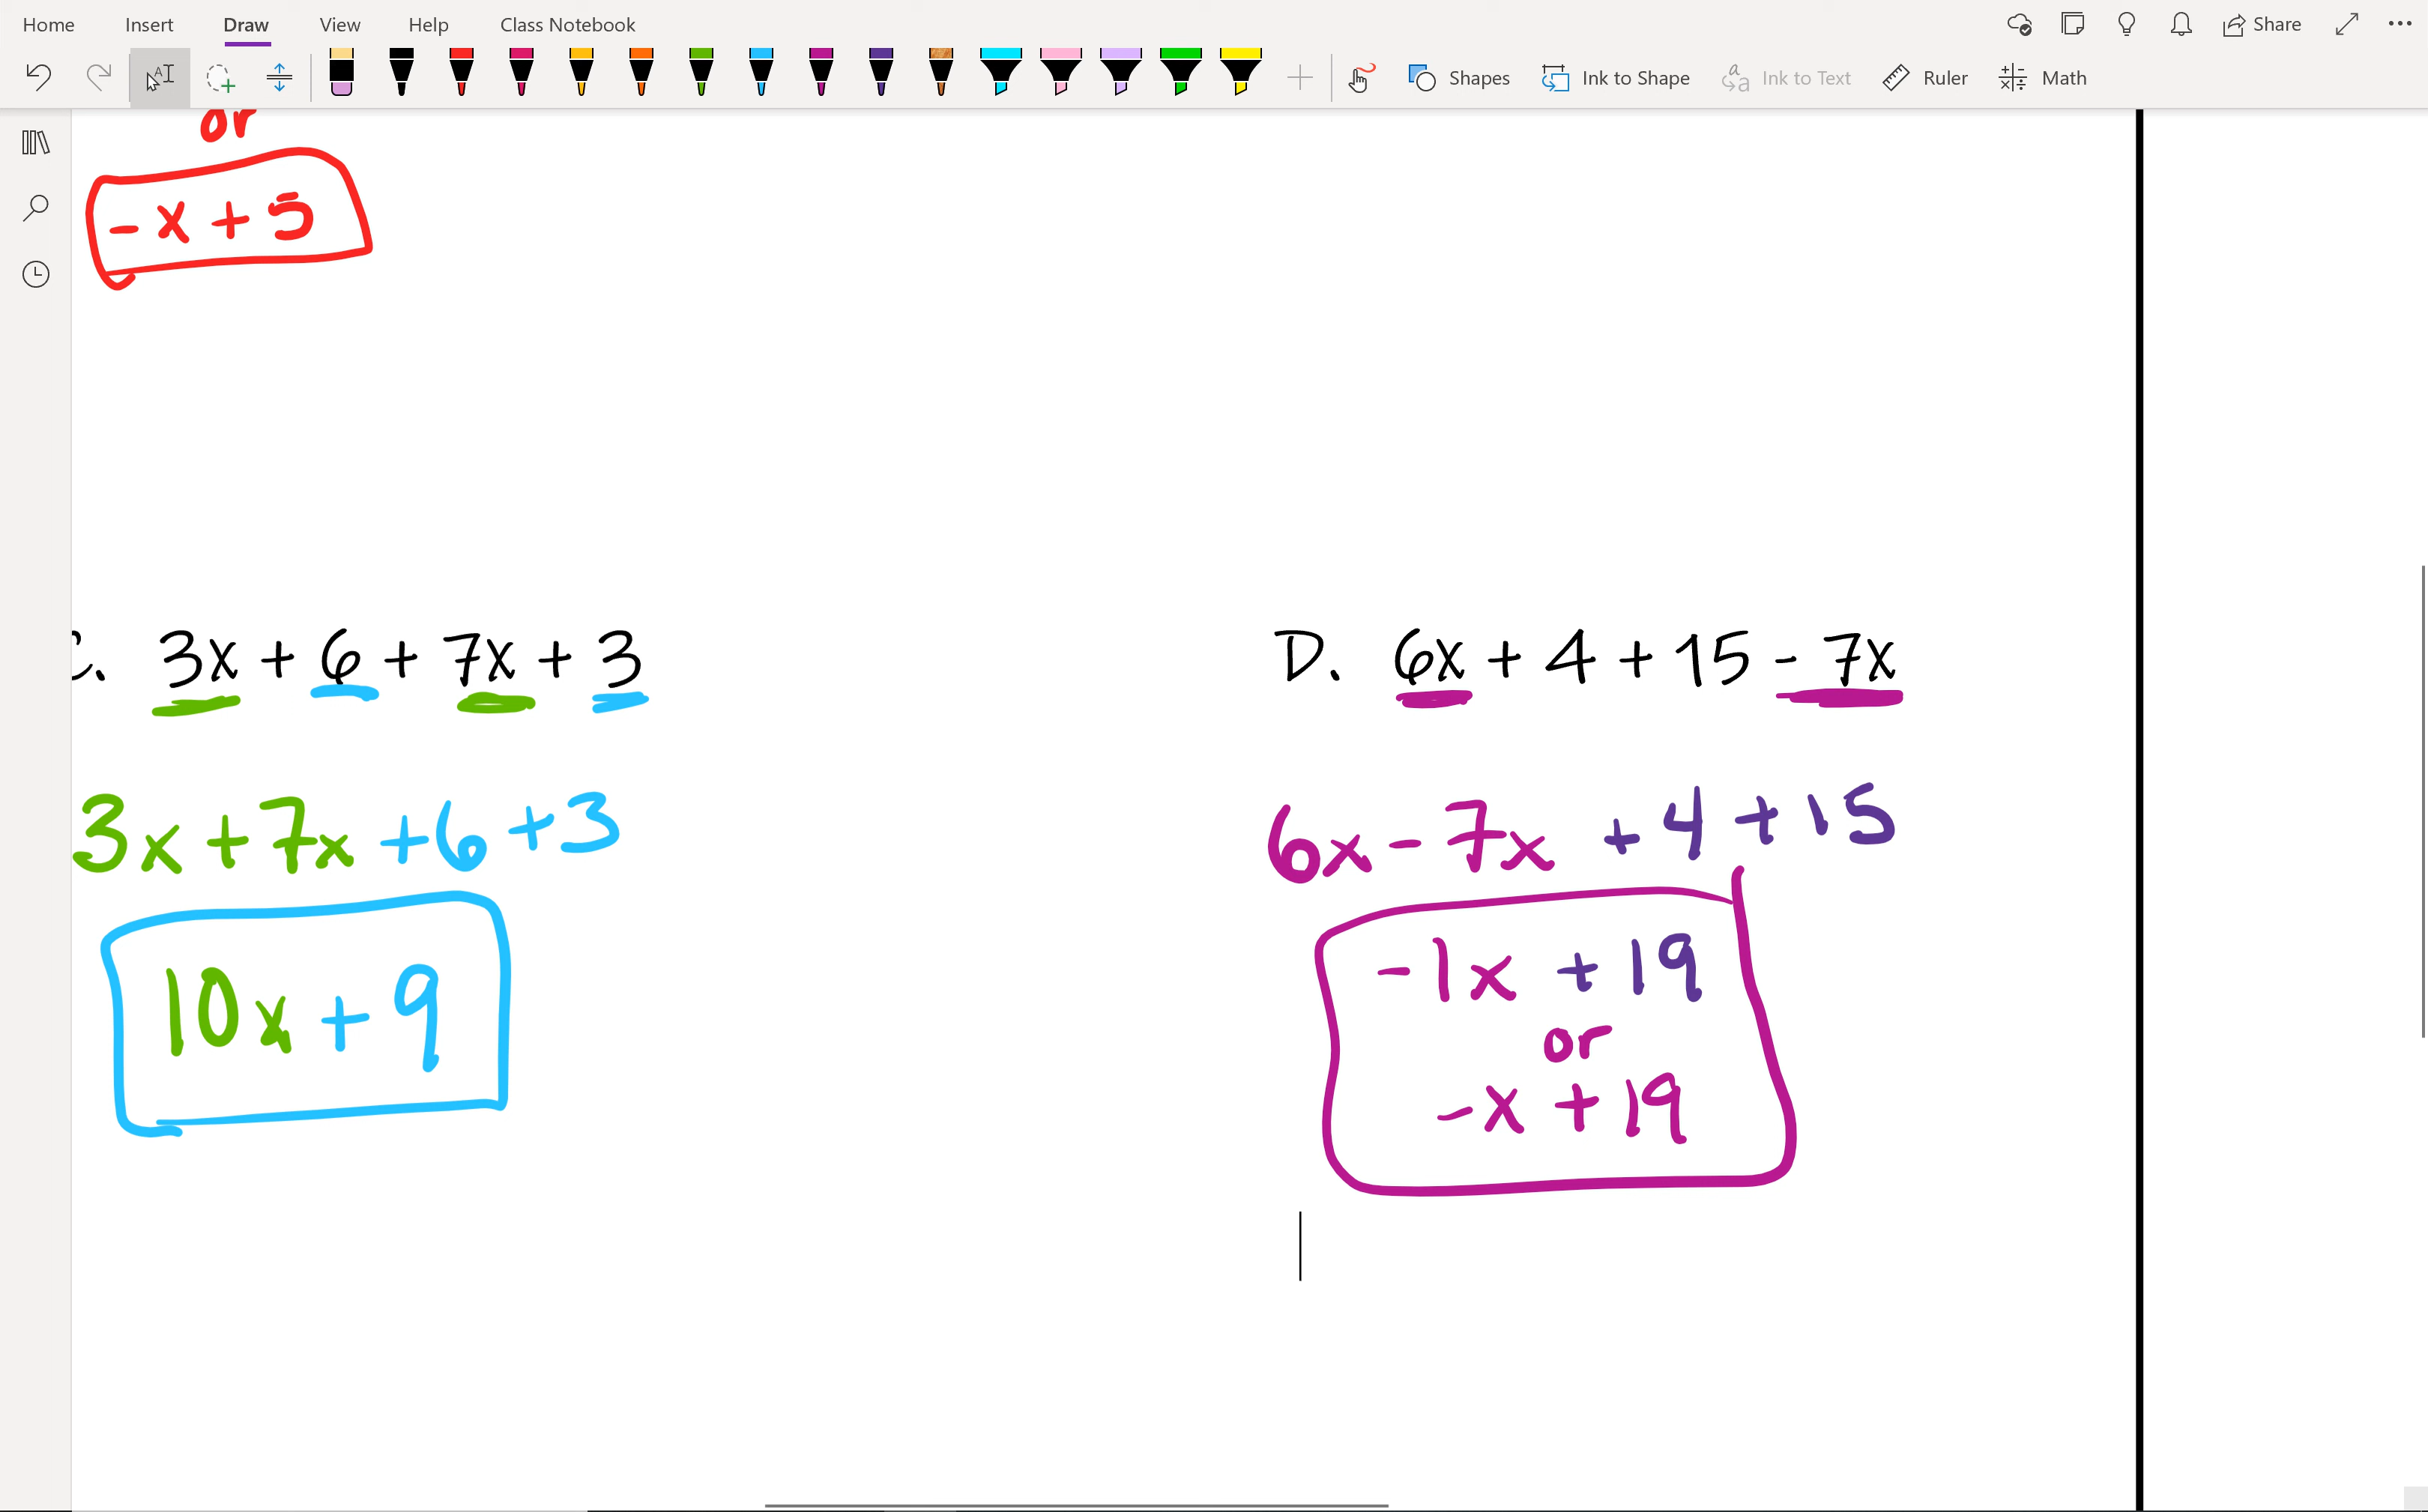 Home Insert Draw View Help Class Notebook Share
Shapes Ink to Shape Ink to Text Ruler Math
or
-x + 5
C. 3x + 6 + 7x + 3
3x + 7x + 6 + 3
10x + 9
D. 6x + 4 + 15 - 7x
6x - 7x + 4 + 15
-1x + 19
or
-x + 19